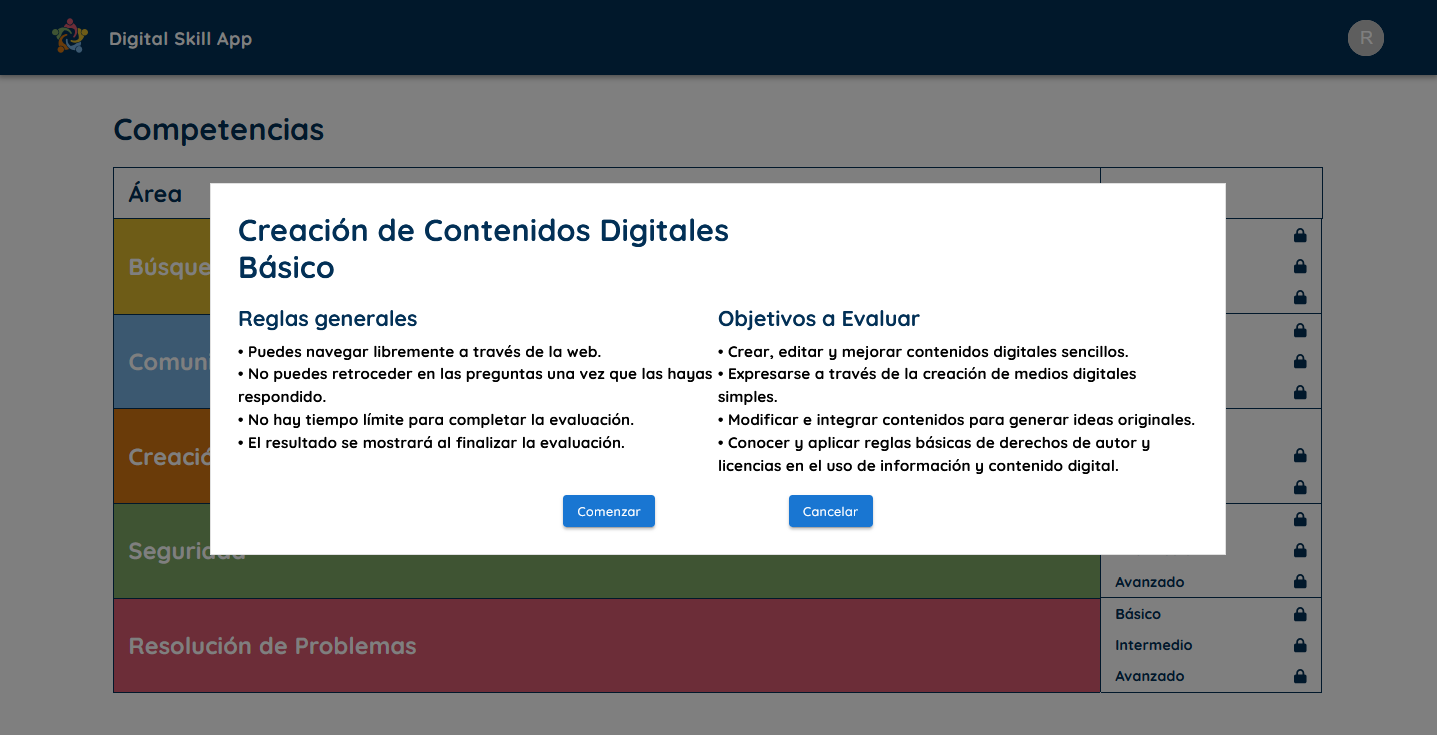 Digital Skill App
R
Competencias
Área
Creación de Contenidos Digitales
Básico
Reglas generales
• Puedes navegar libremente a través de la web.
• No puedes retroceder en las preguntas una vez que las hayas
respondido.
• No hay tiempo límite para completar la evaluación.
• El resultado se mostrará al finalizar la evaluación.
Objetivos a Evaluar
• Crear, editar y mejorar contenidos digitales sencillos.
• Expresarse a través de la creación de medios digitales
simples.
• Modificar e integrar contenidos para generar ideas originales.
• Conocer y aplicar reglas básicas de derechos de autor y
licencias en el uso de información y contenido digital.
Comenzar
Cancelar
Búsque
Comuni
Creació
Seguridad
Avanzado
Resolución de Problemas
Básico
Intermedio
Avanzado